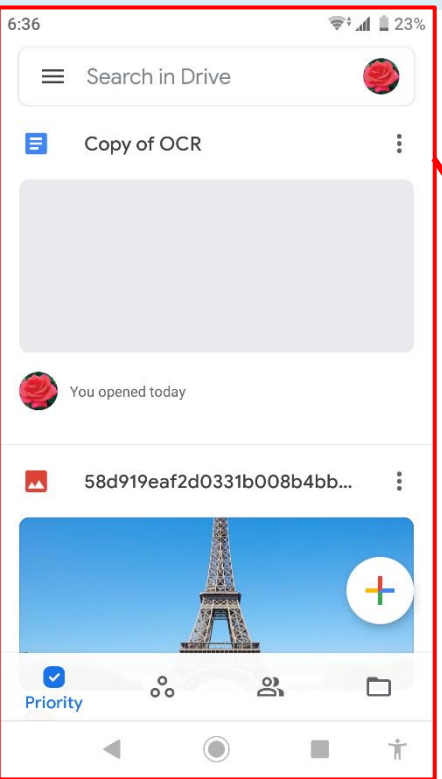 6:36 23%
Search in Drive
Copy of OCR
You opened today
58d919eaf2d0331b008b4bb...
Priority